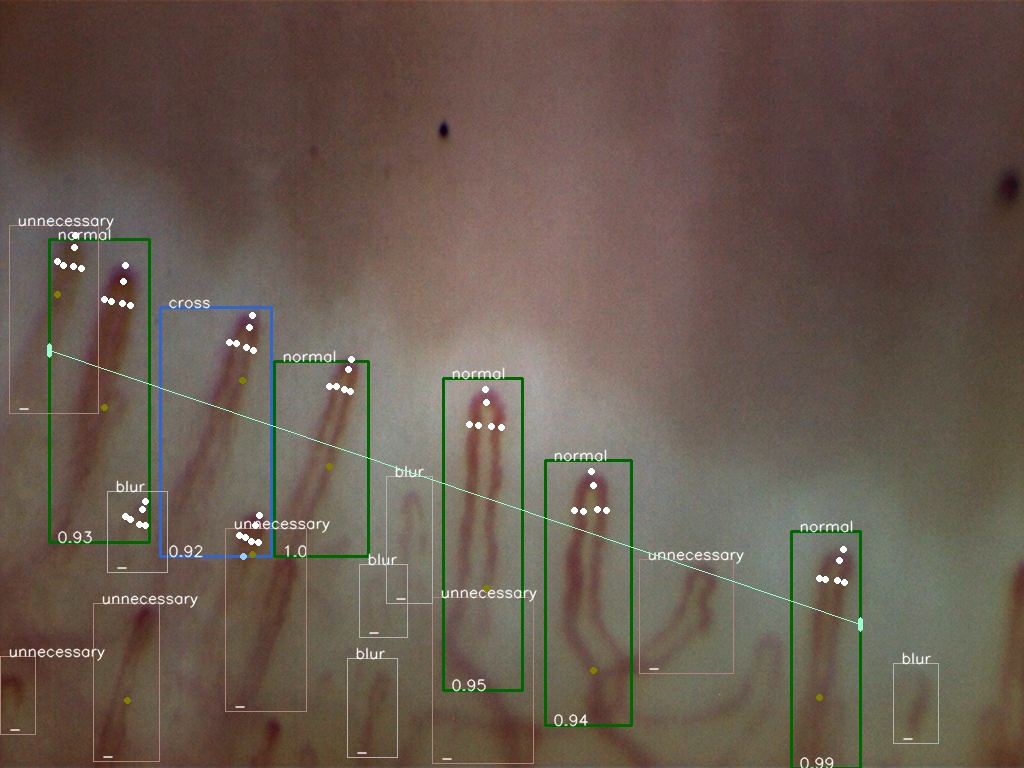 unnecessary
normal
cross
normal
normal
normal
blur
blur
unnecessary
normal
0.93
0.92
1.0
unnecessary
blur
unnecessary
unnecessary
unnecessary
blur
blur
0.95
0.94
0.99